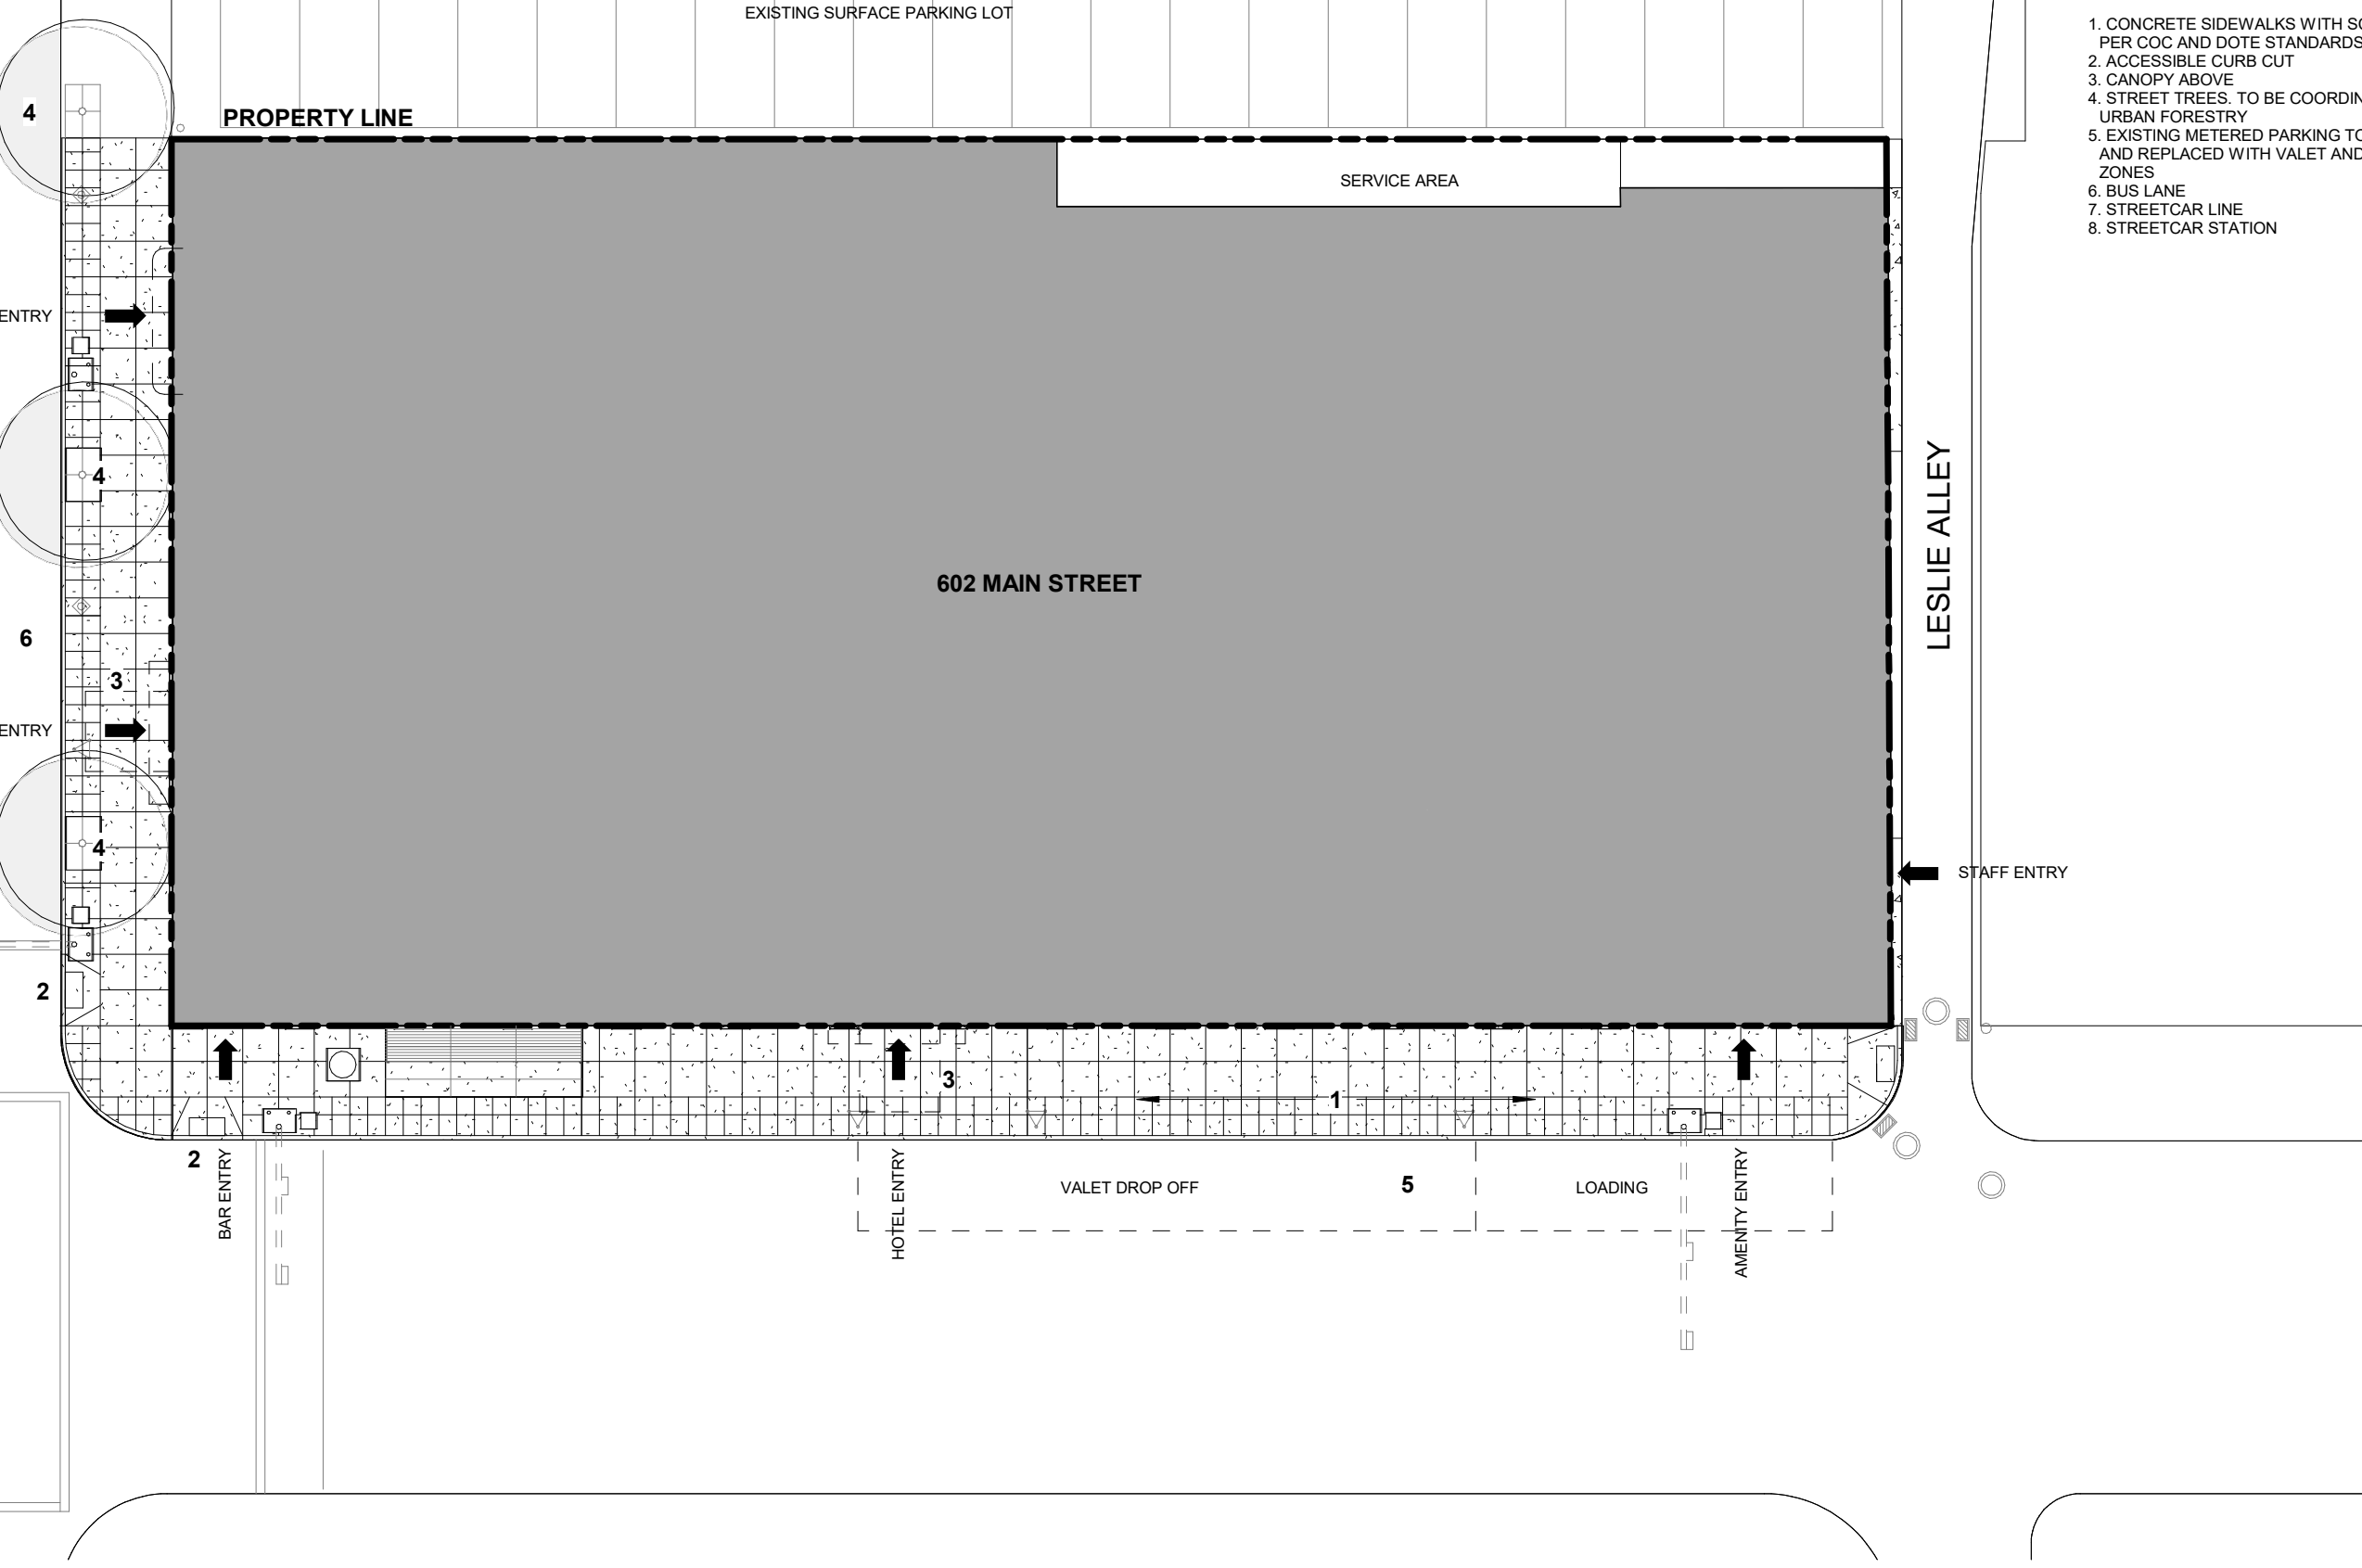 EXISTING SURFACE PARKING LOT
1. CONCRETE SIDEWALKS WITH
PER COC AND DOTE STANDARDS
2. ACCESSIBLE CURB CUT
3. CANOPY ABOVE
4. STREET TREES. TO BE
URBAN FORESTRY
5. EXISTING METERED PARKING TO
AND REPLACED WITH VALET AND
ZONES
6. BUS LANE
7. STREETCAR LINE
8. STREETCAR STATION
4
PROPERTY LINE
SERVICE AREA
ENTRY
4
LESLIE ALLEY
602 MAIN STREET
6
3
ENTRY
4
STAFF ENTRY
2
3
1
2
BAR ENTRY
HOTEL ENTRY
VALET DROP OFF
5
LOADING
AMENITY ENTRY